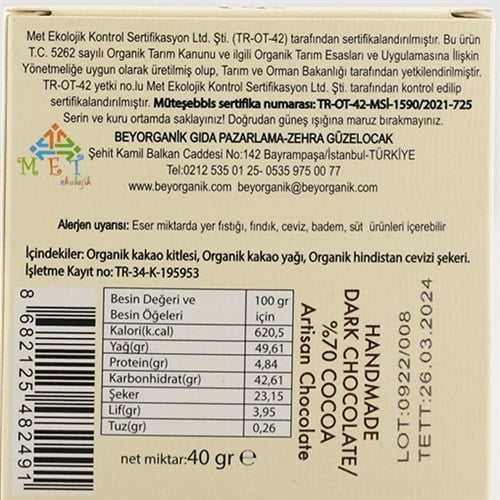 Met Ekolojik Kontrol Sertifikasyon Ltd. Şti. (TR-OT-42) tarafından sertifikalandırılmıştır. Bu ürün
T.C. 5262 sayılı Organik Tarım Kanunu ve ilgili Organik Tarım Esasları ve Uygulamasına İlişkin
Yönetmeliğe uygun olarak üretilmiş olup, Tarım ve Orman Bakanlığı tarafından yetkilendirilmiştir.
TR-OT-42 yetki no.lu Met Ekolojik Kontrol Sertifikasyon Ltd. Şti. tarafından kontrol edilip
sertifikalandırılmıştır. Müteşebbis sertifika numarası: TR-OT-42-MSİ-1590/2021-725
Serin ve kuru ortamda saklayınız! Doğrudan güneş ışığına maruz bırakmayınız.
BEYORGANIK GIDA PAZARLAMA-ZEHRA GÜZELOCAK
Şehit Kamil Balkan Caddesi No:142 Bayrampaşa/İstanbul-TÜRKİYE
Tel:0212 535 01 25- 0535 975 00 77
www.beyorganik.com beyorganik@beyorganik.com
MET
ekolojik
Alerjen uyarısı: Eser miktarda yer fıstığı, fındık, ceviz, badem, süt ürünleri içerebilir
İçindekiler: Organik kakao kitlesi, Organik kakao yağı, Organik hindistan cevizi şekeri.
İşletme Kayıt no: TR-34-K-195953
8 682125 482491
Besin Değeri ve Besin Öğeleri 100 gr için
Kalori(k.cal) 620,5
Yağ(gr) 49,61
Protein(gr) 4,84
Karbonhidrat(gr) 42,61
Şeker 23,15
Lif(gr) 3,95
Tuz(gr) 0,26
net miktar: 40 gr e
HANDMADE
DARK CHOCOLATE/
%70 COCOA
Artisan Chocolate
LOT:0922/008
TETT:26.03.2024